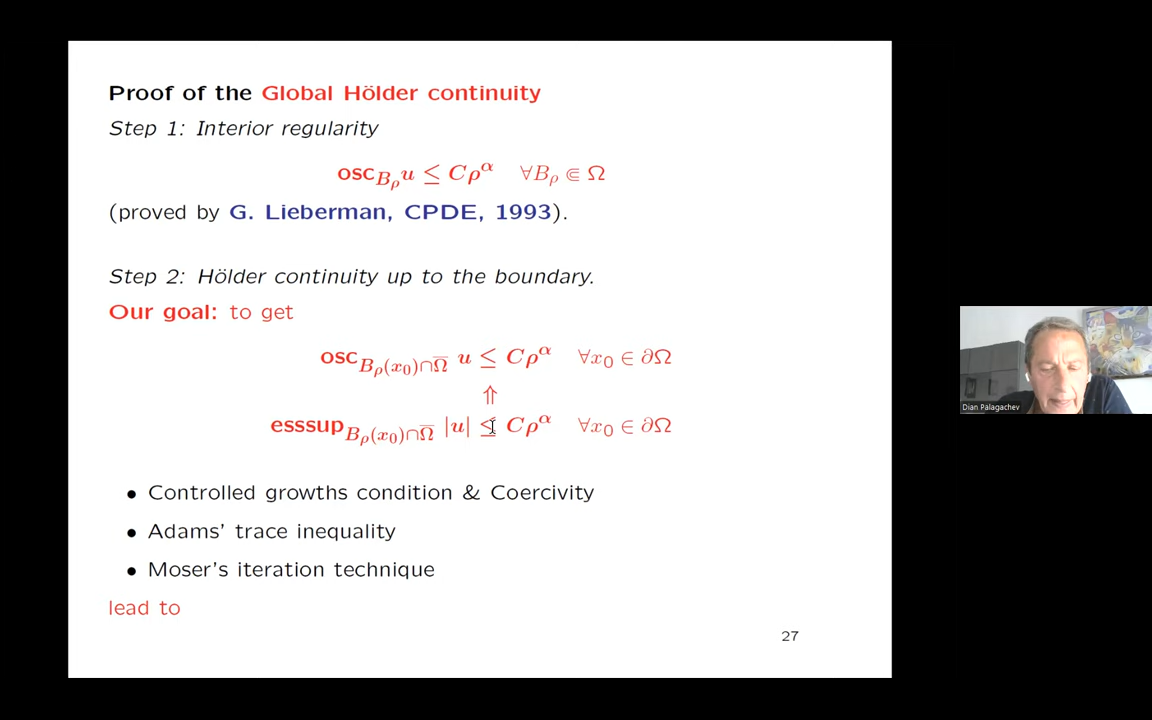 Proof of the Global Hölder continuity
Step 1: Interior regularity
osc_{B_ρ} u ≤ Cρ^α ∀B_ρ ⋐ Ω
(proved by G. Lieberman, CPDE, 1993).
Step 2: Hölder continuity up to the boundary.
Our goal: to get
osc_{B_ρ(x_0)∩Ω̅} u ≤ Cρ^α ∀x_0 ∈ ∂Ω
⇑
esssup_{B_ρ(x_0)∩Ω̅} |u| ≤ Cρ^α ∀x_0 ∈ ∂Ω
• Controlled growths condition & Coercivity
• Adams' trace inequality
• Moser's iteration technique
lead to
27
Dian Palagachev